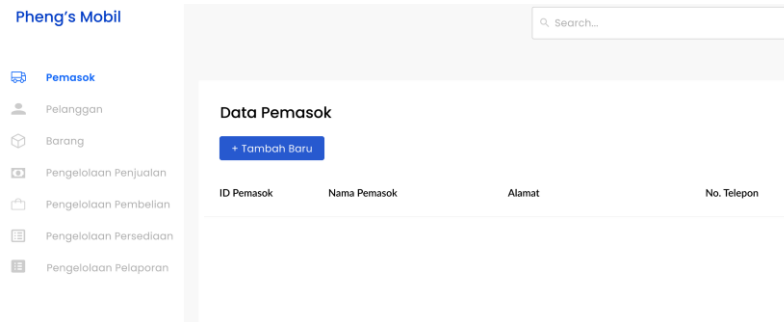 Pheng's Mobil
Search...
Pemasok
Pelanggan
Barang
Pengelolaan Penjualan
Pengelolaan Pembelian
Pengelolaan Persediaan
Pengelolaan Pelaporan
Data Pemasok
+ Tambah Baru
ID Pemasok Nama Pemasok Alamat No. Telepon